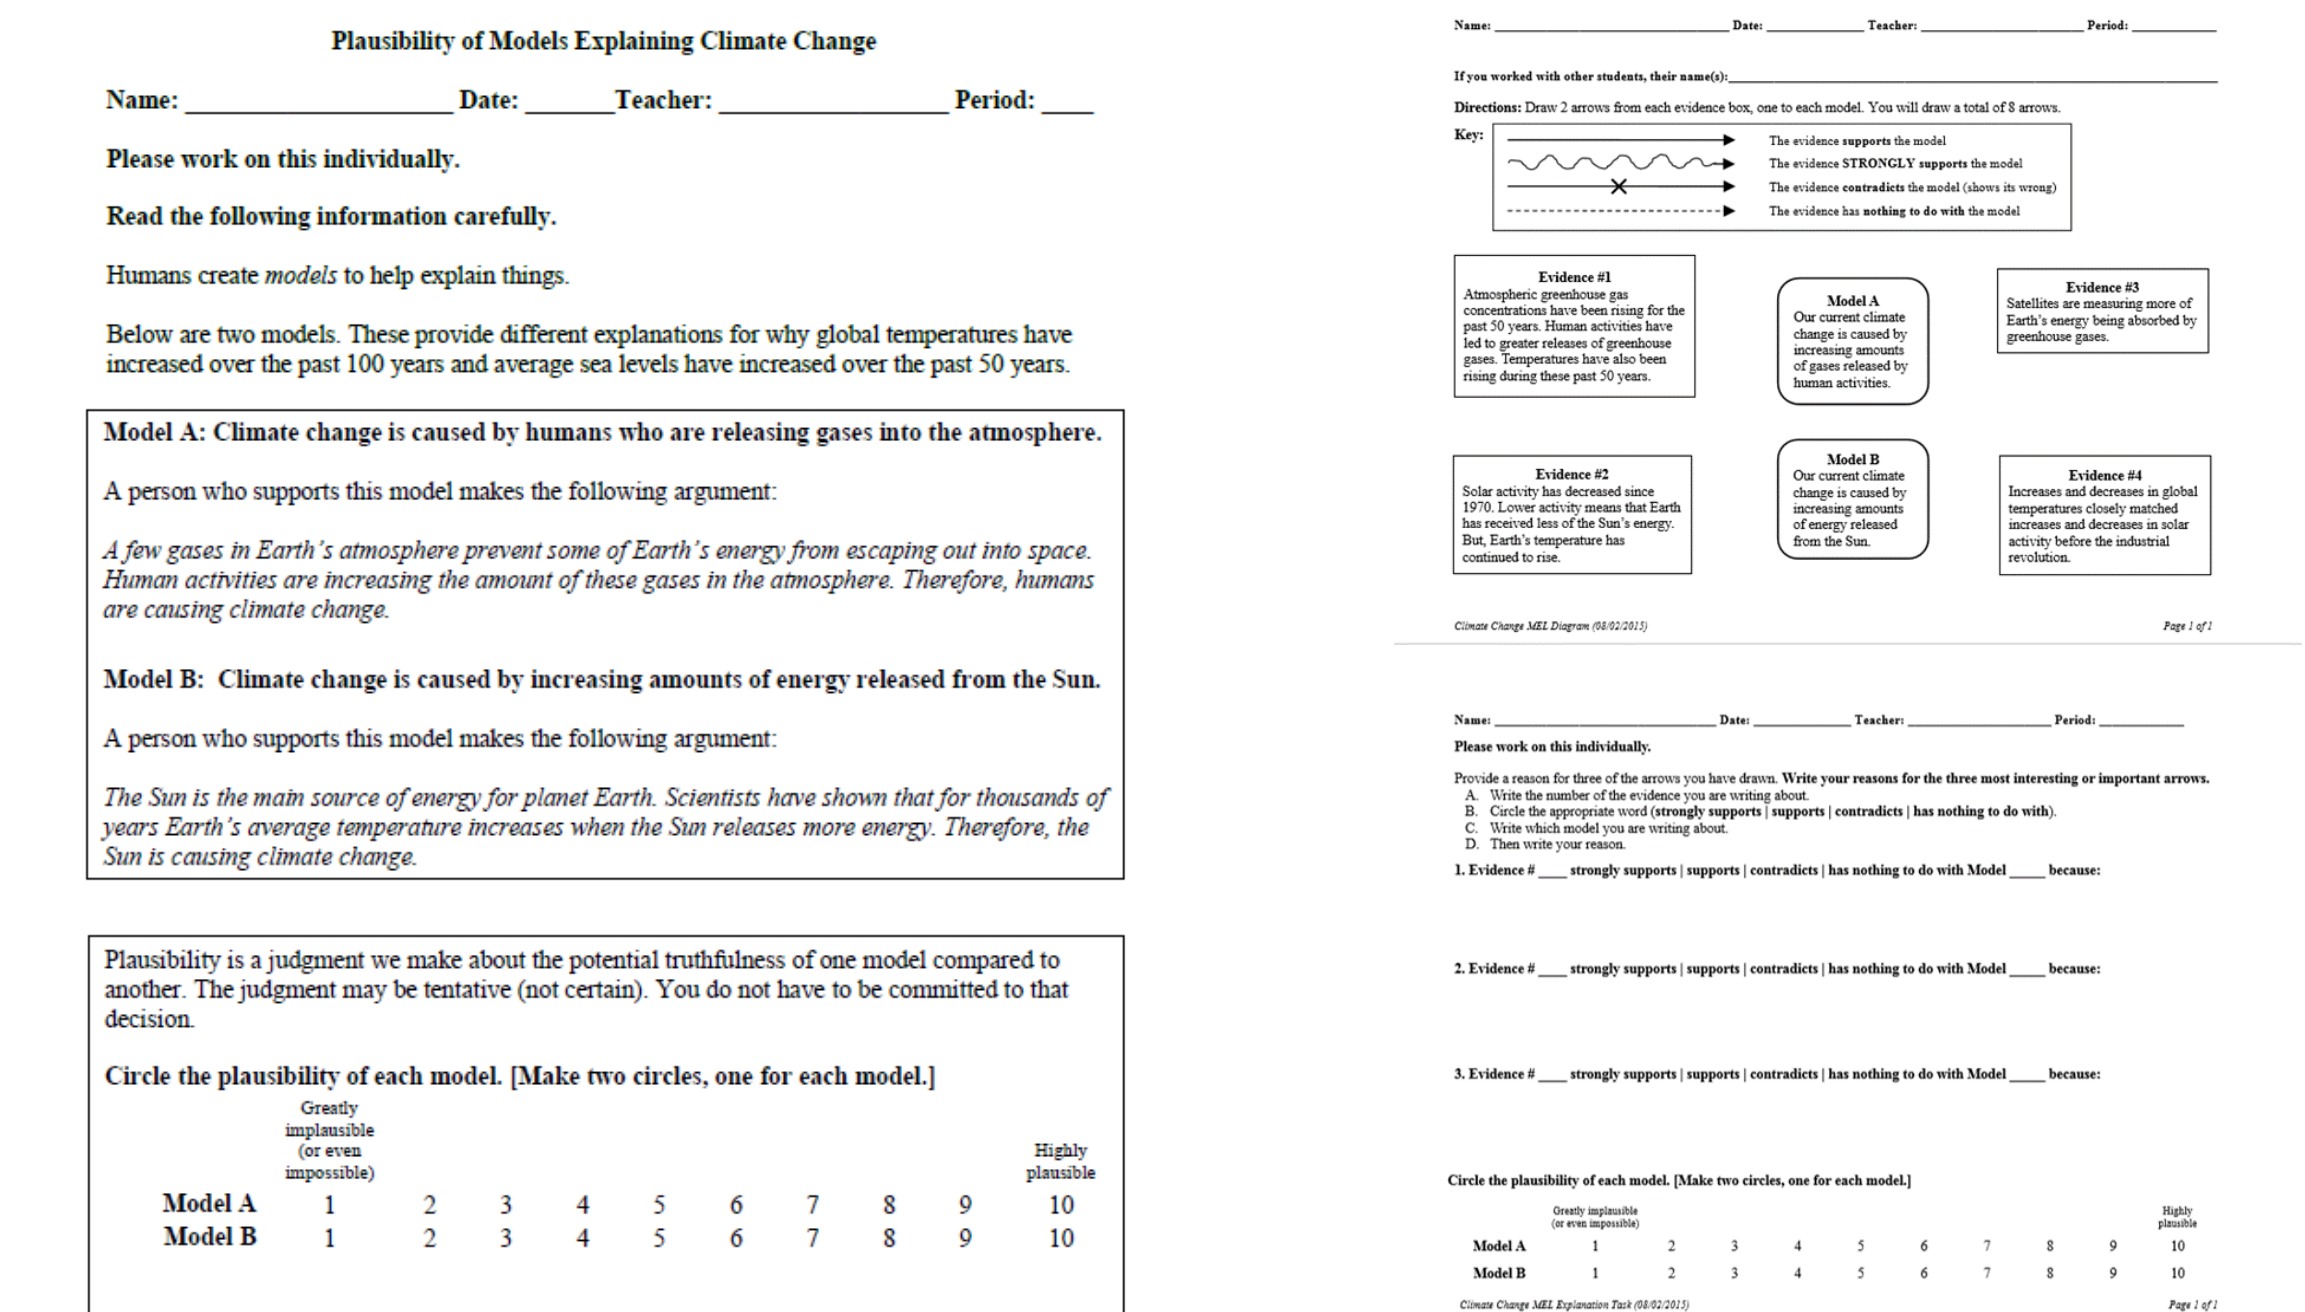 Plausibility of Models Explaining Climate Change
Name: ____________________ Date: _______Teacher: _________________ Period: ____
Please work on this individually.
Read the following information carefully.
Humans create models to help explain things.
Below are two models. These provide different explanations for why global temperatures have
increased over the past 100 years and average sea levels have increased over the past 50 years.
Model A: Climate change is caused by humans who are releasing gases into the atmosphere.
A person who supports this model makes the following argument:
A few gases in Earth's atmosphere prevent some of Earth's energy from escaping out into space.
Human activities are increasing the amount of these gases in the atmosphere. Therefore, humans
are causing climate change.
Model B: Climate change is caused by increasing amounts of energy released from the Sun.
A person who supports this model makes the following argument:
The Sun is the main source of energy for planet Earth. Scientists have shown that for thousands of
years Earth's average temperature increases when the Sun releases more energy. Therefore, the
Sun is causing climate change.
Plausibility is a judgment we make about the potential truthfulness of one model compared to
another. The judgment may be tentative (not certain). You do not have to be committed to that
decision.
Circle the plausibility of each model. [Make two circles, one for each model.]
Greatly
implausible
(or even
impossible)
Highly
plausible
Model A 1 2 3 4 5 6 7 8 9 10
Model B 1 2 3 4 5 6 7 8 9 10
Name: ____________________ Date: __________ Teacher: _______________ Period: ________
If you worked with other students, their name(s):____________________
Directions: Draw 2 arrows from each evidence box, one to each model. You will draw a total of 8 arrows.
Key:
The evidence supports the model
The evidence STRONGLY supports the model
The evidence contradicts the model (shows its wrong)
The evidence has nothing to do with the model
Evidence #1
Atmospheric greenhouse gas
concentrations have been rising for the
past 50 years. Human activities have
led to greater releases of greenhouse
gases. Temperatures have also been
rising during these past 50 years.
Model A
Our current climate
change is caused by
increasing amounts
of gases released by
human activities.
Evidence #3
Satellites are measuring more of
Earth's energy being absorbed by
greenhouse gases.
Evidence #2
Solar activity has decreased since
1970. Lower activity means that Earth
has received less of the Sun's energy.
But, Earth's temperature has
continued to rise.
Model B
Our current climate
change is caused by
increasing amounts
of energy released
from the Sun.
Evidence #4
Increases and decreases in global
temperatures closely matched
increases and decreases in solar
activity before the industrial
revolution.
Climate Change MEL Diagram (08/02/2015) Page 1 of 1
Name: ____________________ Date: __________ Teacher: _______________ Period: ________
Please work on this individually.
Provide a reason for three of the arrows you have drawn. Write your reasons for the three most interesting or important arrows.
A. Write the number of the evidence you are writing about.
B. Circle the appropriate word (strongly supports | supports | contradicts | has nothing to do with).
C. Write which model you are writing about.
D. Then write your reason.
1. Evidence # ____ strongly supports | supports | contradicts | has nothing to do with Model _____ because:
2. Evidence # ____ strongly supports | supports | contradicts | has nothing to do with Model _____ because:
3. Evidence # ____ strongly supports | supports | contradicts | has nothing to do with Model _____ because:
Circle the plausibility of each model. [Make two circles, one for each model.]
Greatly implausible
(or even impossible)
Highly
plausible
Model A 1 2 3 4 5 6 7 8 9 10
Model B 1 2 3 4 5 6 7 8 9 10
Climate Change MEL Explanation Task (08/02/2015) Page 1 of 1